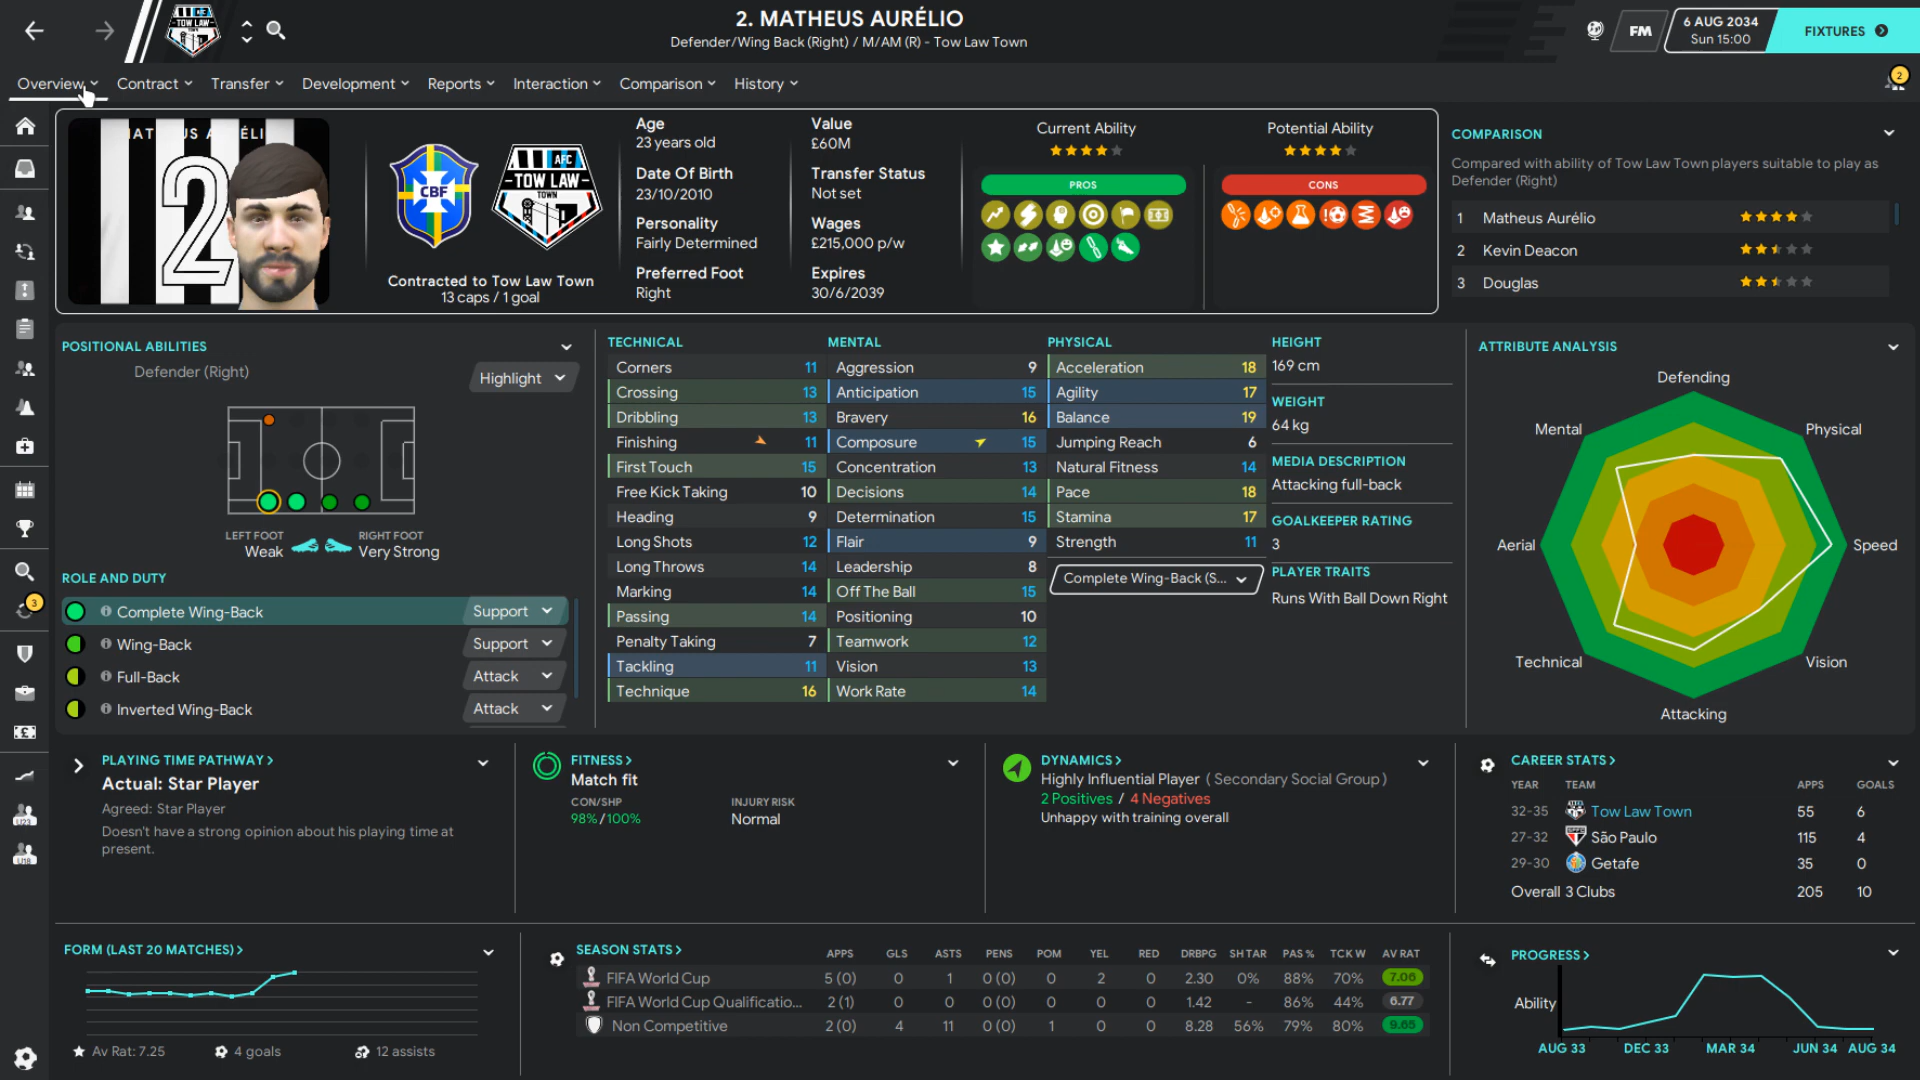 2. MATHEUS AURÉLIO
Defender/Wing Back (Right) / M/AM (R) - Tow Law Town
TOW LAW
TOWN
FM
6 AUG 2034
Sun 15:00
FIXTURES
Overview
Contract
Transfer
Development
Reports
Interaction
Comparison
History
2
2
CBF
AFC
TOW LAW
TOWN
Contracted to Tow Law Town
13 caps / 1 goal
Age
23 years old
Date Of Birth
23/10/2010
Personality
Fairly Determined
Preferred Foot
Right
Value
£60M
Transfer Status
Not set
Wages
£215,000 p/w
Expires
30/6/2039
Current Ability
PROS
Potential Ability
CONS
COMPARISON
Compared with ability of Tow Law Town players suitable to play as
Defender (Right)
1 Matheus Aurélio
2 Kevin Deacon
3 Douglas
POSITIONAL ABILITIES
Defender (Right)
Highlight
LEFT FOOT
Weak
RIGHT FOOT
Very Strong
ROLE AND DUTY
Complete Wing-Back Support
Wing-Back Support
Full-Back Attack
Inverted Wing-Back Attack
TECHNICAL
Corners 11
Crossing 13
Dribbling 13
Finishing 11
First Touch 15
Free Kick Taking 10
Heading 9
Long Shots 12
Long Throws 14
Marking 14
Passing 14
Penalty Taking 7
Tackling 11
Technique 16
MENTAL
Aggression 9
Anticipation 15
Bravery 16
Composure 15
Concentration 13
Decisions 14
Determination 15
Flair 9
Leadership 8
Off The Ball 15
Positioning 10
Teamwork 12
Vision 13
Work Rate 14
PHYSICAL
Acceleration 18
Agility 17
Balance 19
Jumping Reach 6
Natural Fitness 14
Pace 18
Stamina 17
Strength 11
Complete Wing-Back (S...
HEIGHT
169 cm
WEIGHT
64 kg
MEDIA DESCRIPTION
Attacking full-back
GOALKEEPER RATING
3
PLAYER TRAITS
Runs With Ball Down Right
ATTRIBUTE ANALYSIS
Defending
Mental
Physical
Aerial
Speed
Technical
Vision
Attacking
3
U23
U18
PLAYING TIME PATHWAY >
Actual: Star Player
Agreed: Star Player
Doesn't have a strong opinion about his playing time at
present.
FITNESS >
Match fit
CON/SHP
98%/100%
INJURY RISK
Normal
DYNAMICS >
Highly Influential Player ( Secondary Social Group )
2 Positives / 4 Negatives
Unhappy with training overall
CAREER STATS >
YEAR TEAM APPS GOALS
32-35 Tow Law Town 55 6
27-32 São Paulo 115 4
29-30 Getafe 35 0
Overall 3 Clubs 205 10
FORM (LAST 20 MATCHES) >
Av Rat: 7.25
4 goals
12 assists
SEASON STATS > APPS GLS ASTS PENS POM YEL RED DRBPG SH TAR PAS % TCK W AV RAT
FIFA World Cup 5 (0) 0 1 0 (0) 0 2 0 2.30 0% 88% 70% 7.06
FIFA World Cup Qualificatio... 2 (1) 0 0 0 (0) 0 0 0 1.42 - 86% 44% 6.77
Non Competitive 2 (0) 4 11 0 (0) 1 0 0 8.28 56% 79% 80% 9.65
PROGRESS >
Ability
AUG 33 DEC 33 MAR 34 JUN 34 AUG 34